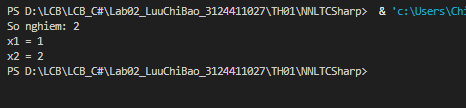 PS D:\LCB\LCB_C#\Lab02_LuuChiBao_3124411027\TH01\NNLTCSharp>  & 'c:\Users\Chi
So nghiem: 2
x1 = 1
x2 = 2
PS D:\LCB\LCB_C#\Lab02_LuuChiBao_3124411027\TH01\NNLTCSharp>